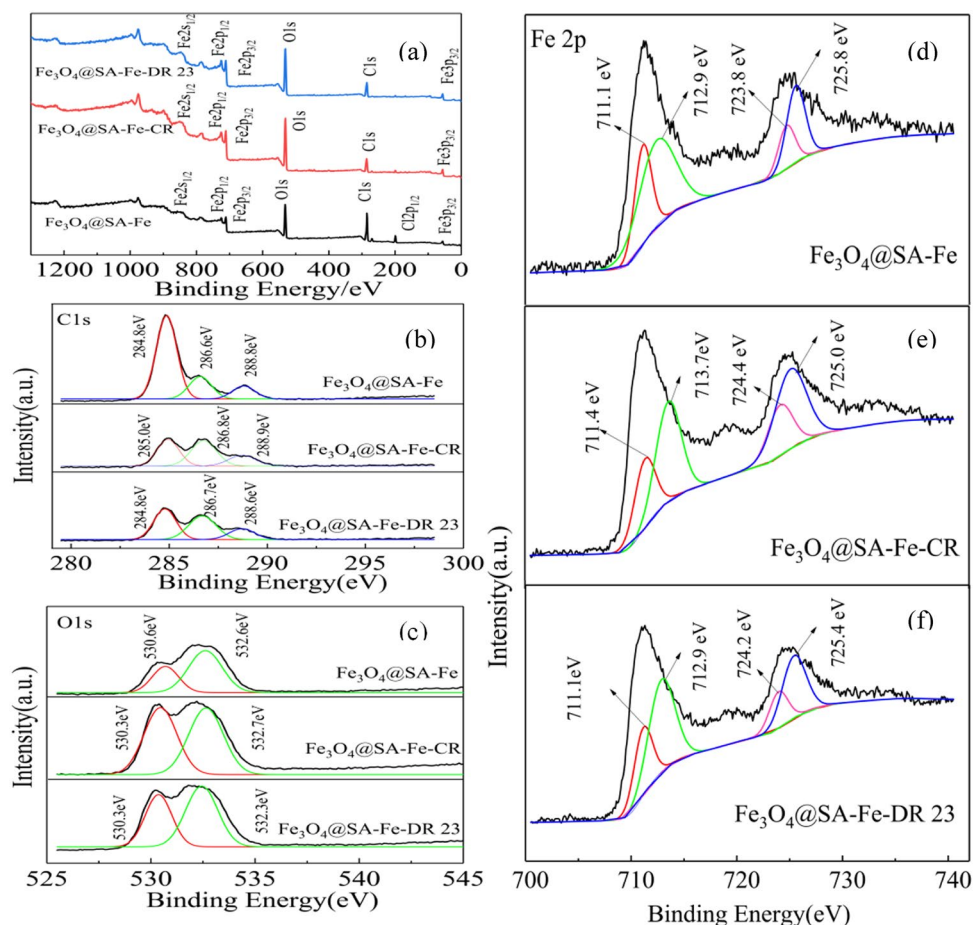 (a)
Fe2s1/2
Fe2p1/2
Fe2p3/2
O1s
C1s
Fe3p3/2
Fe3O4@SA-Fe-DR 23
Fe2s1/2
Fe2p1/2
Fe2p3/2
O1s
C1s
Fe3p3/2
Fe3O4@SA-Fe-CR
Fe2s1/2
Fe2p1/2
Fe2p3/2
O1s
C1s
Cl2p1/2
Fe3p3/2
Fe3O4@SA-Fe
1200 1000 800 600 400 200 0
Binding Energy/eV
C1s
(b)
284.8eV
286.6eV
288.8eV
Fe3O4@SA-Fe
285.0eV
286.8eV
288.9eV
Fe3O4@SA-Fe-CR
284.8eV
286.7eV
288.6eV
Fe3O4@SA-Fe-DR 23
Intensity(a.u.)
280 285 290 295 300
Binding Energy(eV)
O1s
(c)
530.6eV
532.6eV
Fe3O4@SA-Fe
530.3eV
532.7eV
Fe3O4@SA-Fe-CR
530.3eV
532.3eV
Fe3O4@SA-Fe-DR 23
Intensity(a.u.)
525 530 535 540 545
Binding Energy(eV)
Fe 2p
(d)
711.1 eV
712.9 eV
723.8 eV
725.8 eV
Fe3O4@SA-Fe
(e)
711.4 eV
713.7eV
724.4 eV
725.0 eV
Fe3O4@SA-Fe-CR
(f)
711.1eV
712.9 eV
724.2 eV
725.4 eV
Fe3O4@SA-Fe-DR 23
Intensity(a.u.)
700 710 720 730 740
Binding Energy(eV)